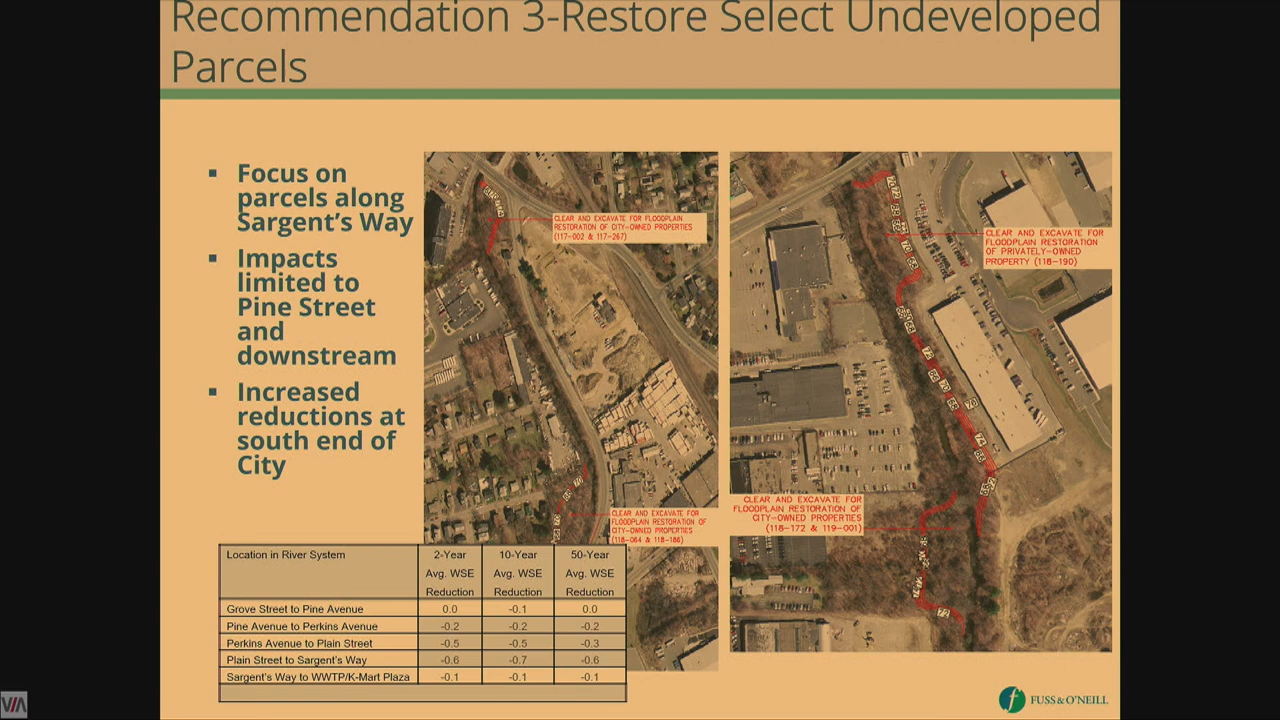 Recommendation 3-Restore Select Undeveloped
Parcels
Focus on
parcels along
Sargent's Way
Impacts
limited to
Pine Street
and
downstream
Increased
reductions at
south end of
City
CLEAR AND EXCAVATE FOR FLOODPLAIN
RESTORATION OF CITY-OWNED PROPERTIES
(117-002 & 117-267)
CLEAR AND EXCAVATE FOR
FLOODPLAIN RESTORATION OF
CITY-OWNED PROPERTIES
(118-064 & 118-186)
CLEAR AND EXCAVATE FOR
FLOODPLAIN RESTORATION
OF PRIVATELY-OWNED
PROPERTY (118-190)
CLEAR AND EXCAVATE FOR
FLOODPLAIN RESTORATION OF
CITY-OWNED PROPERTIES
(118-172 & 119-001)
Location in River System 2-Year 10-Year 50-Year
Avg. WSE Avg. WSE Avg. WSE
Reduction Reduction Reduction
Grove Street to Pine Avenue 0.0 -0.1 0.0
Pine Avenue to Perkins Avenue -0.2 -0.2 -0.2
Perkins Avenue to Plain Street -0.5 -0.5 -0.3
Plain Street to Sargent's Way -0.6 -0.7 -0.6
Sargent's Way to WWTP/K-Mart Plaza -0.1 -0.1 -0.1
FUSS & O'NEILL
VIA